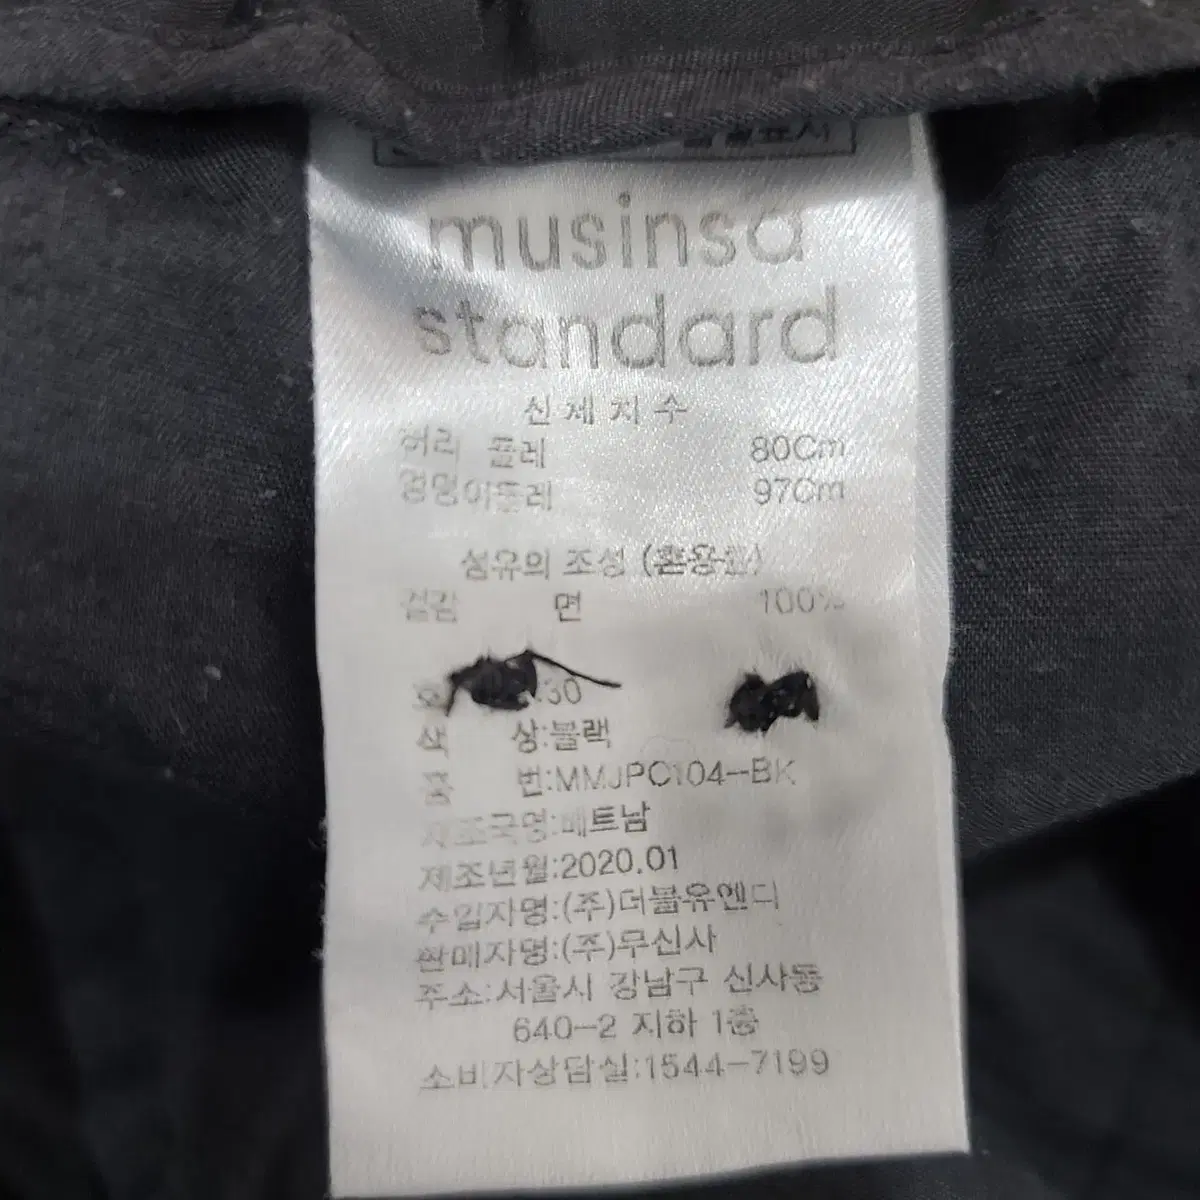 musinsa
standard
신체치수
허리 둘레 80Cm
엉덩이둘레 97Cm
섬유의 조성 (혼용률)
겉감 면 100%
30
색 상:블랙
품 번:MMJPC104-BK
제조국명:베트남
제조년월:2020.01
수입자명:(주)더블유앤디
판매자명:(주)무신사
주소:서울시 강남구 신사동
640-2 지하 1층
소비자상담실:1544-7199